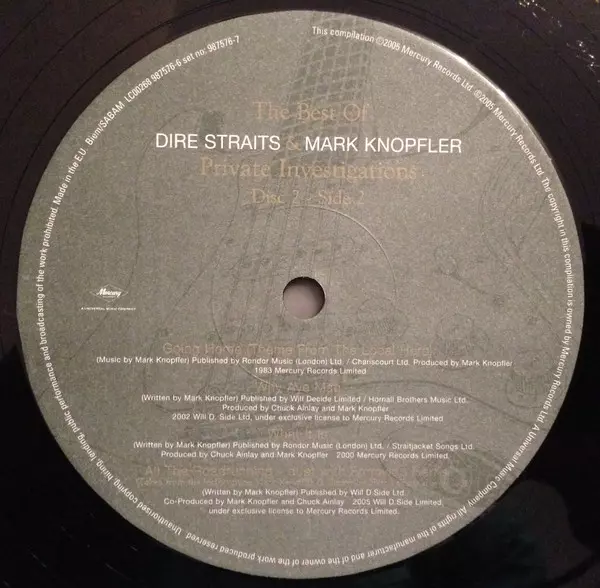 This compilation ©2005 Mercury Records Ltd. ℗2005 Mercury Records Ltd. The copyright in this compilation is owned by Mercury Records Ltd. A Universal Music Company. All rights of the manufacturer and of the owner of the work produced reserved. Unauthorised copying, hiring, lending, public performance and broadcasting of the work prohibited. Made in the E.U. Biem/SABAM LC00268 987576-6 set no: 987576-7
The Best Of
DIRE STRAITS & MARK KNOPFLER
Private Investigations
Disc 2 - Side 2
Mercury
A UNIVERSAL MUSIC COMPANY
Going Home (Theme From The Local Hero)
(Music by Mark Knopfler) Published by Rondor Music (London) Ltd. / Chariscourt Ltd. Produced by Mark Knopfler
1983 Mercury Records Limited
Why Aye Man
(Written by Mark Knopfler) Published by Will Decide Limited / Hornall Brothers Music Ltd.
Produced by Chuck Ainlay and Mark Knopfler
2002 Will D. Side Ltd, under exclusive license to Mercury Records Limited
(Written by Mark Knopfler) Published by Rondor Music (London) Ltd. / Straitjacket Songs Ltd.
Produced by Chuck Ainlay and Mark Knopfler 2000 Mercury Records Limited
All The
(Written by Mark Knopfler) Published by Will D.Side Ltd.
Co-Produced by Mark Knopfler and Chuck Ainlay 2005 Will D.Side Limited,
under exclusive license to Mercury Records Limited.